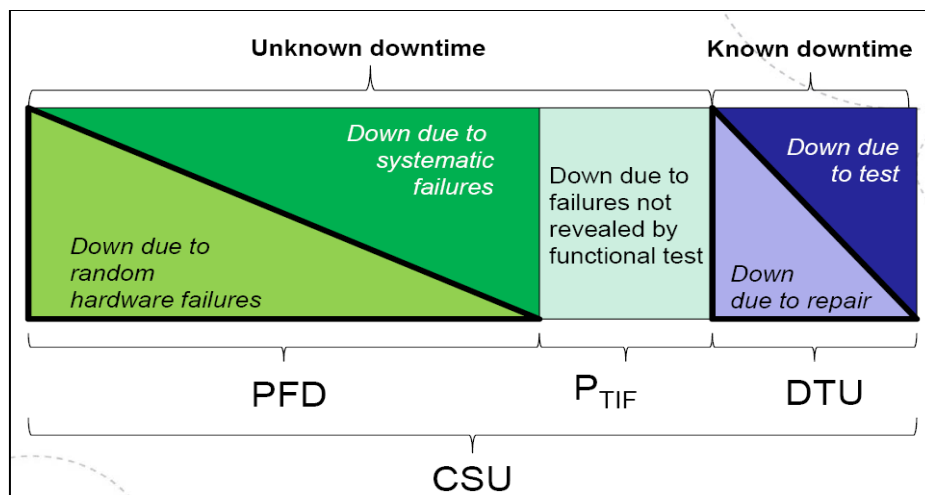 Unknown downtime
Known downtime
Down due to
systematic
failures
Down due to
random
hardware failures
Down due to
failures not
revealed by
functional test
Down due
to test
Down
due to repair
PFD
PTIF
DTU
CSU